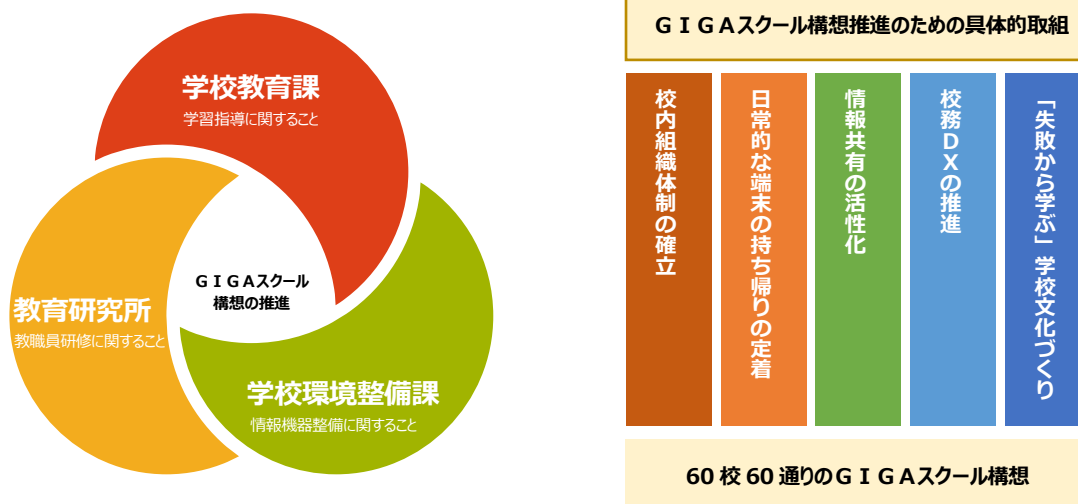 学校教育課
学習指導に関すること
GIGAスクール
構想の推進
教育研究所
教職員研修に関すること
学校環境整備課
情報機器整備に関すること
GIGAスクール構想推進のための具体的取組
校内組織体制の確立
日常的な端末の持ち帰りの定着
情報共有の活性化
校務DXの推進
「失敗から学ぶ」学校文化づくり
60校60通りのGIGAスクール構想